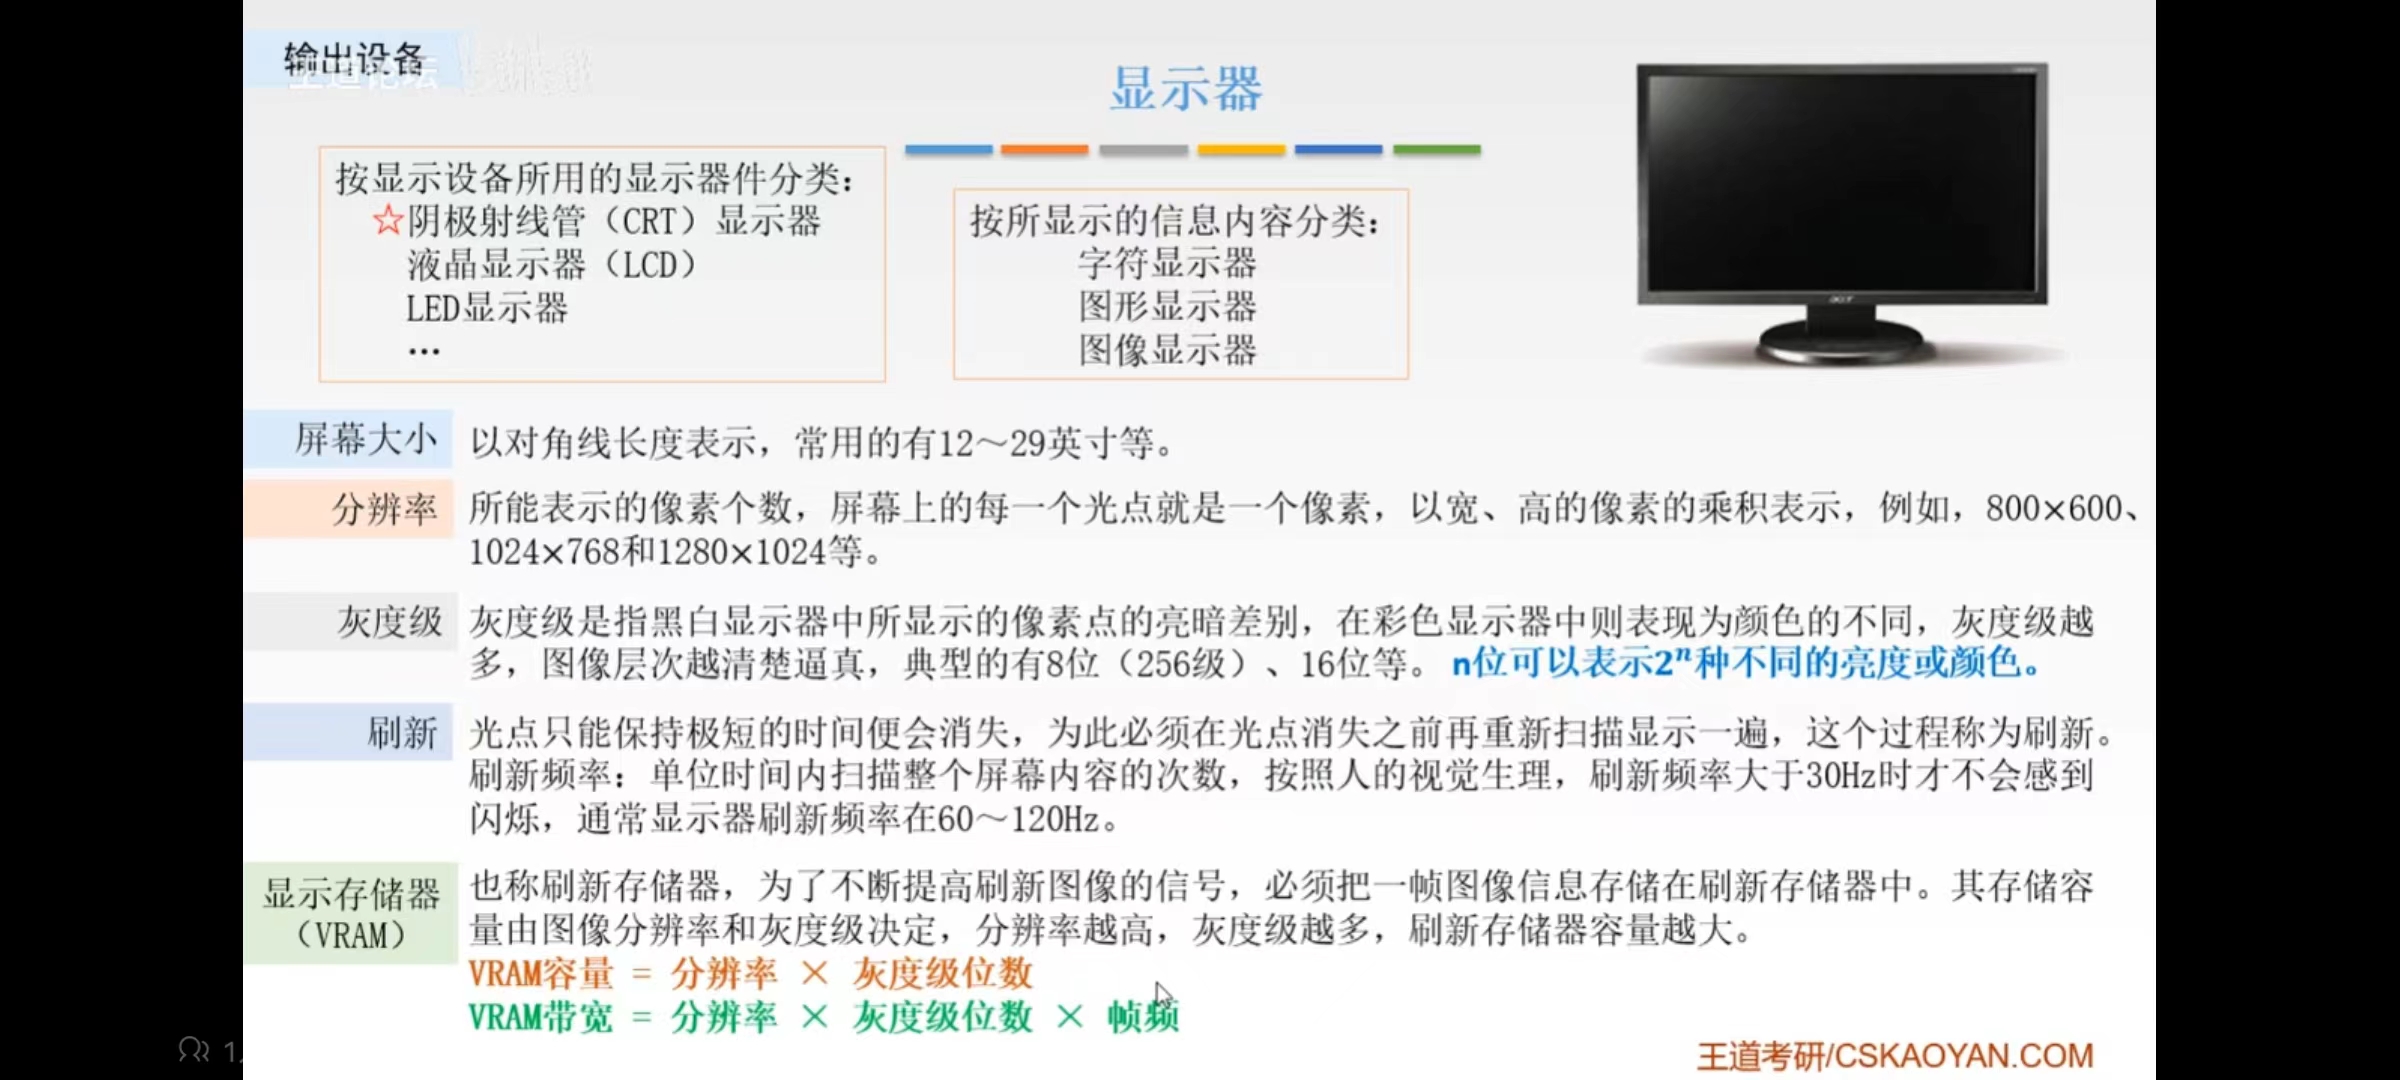 输出设备
王道论坛
显示器
按显示设备所用的显示器件分类：
☆阴极射线管（CRT）显示器
液晶显示器（LCD）
LED显示器
…
按所显示的信息内容分类：
字符显示器
图形显示器
图像显示器
acer
屏幕大小
以对角线长度表示，常用的有12～29英寸等。
分辨率
所能表示的像素个数，屏幕上的每一个光点就是一个像素，以宽、高的像素的乘积表示，例如，800×600、
1024×768和1280×1024等。
灰度级
灰度级是指黑白显示器中所显示的像素点的亮暗差别，在彩色显示器中则表现为颜色的不同，灰度级越
多，图像层次越清楚逼真，典型的有8位（256级）、16位等。 n位可以表示2ⁿ种不同的亮度或颜色。
刷新
光点只能保持极短的时间便会消失，为此必须在光点消失之前再重新扫描显示一遍，这个过程称为刷新。
刷新频率：单位时间内扫描整个屏幕内容的次数，按照人的视觉生理，刷新频率大于30Hz时才不会感到
闪烁，通常显示器刷新频率在60～120Hz。
显示存储器
（VRAM）
也称刷新存储器，为了不断提高刷新图像的信号，必须把一帧图像信息存储在刷新存储器中。其存储容
量由图像分辨率和灰度级决定，分辨率越高，灰度级越多，刷新存储器容量越大。
VRAM容量 = 分辨率 × 灰度级位数
VRAM带宽 = 分辨率 × 灰度级位数 × 帧频
王道考研/CSKAOYAN.COM